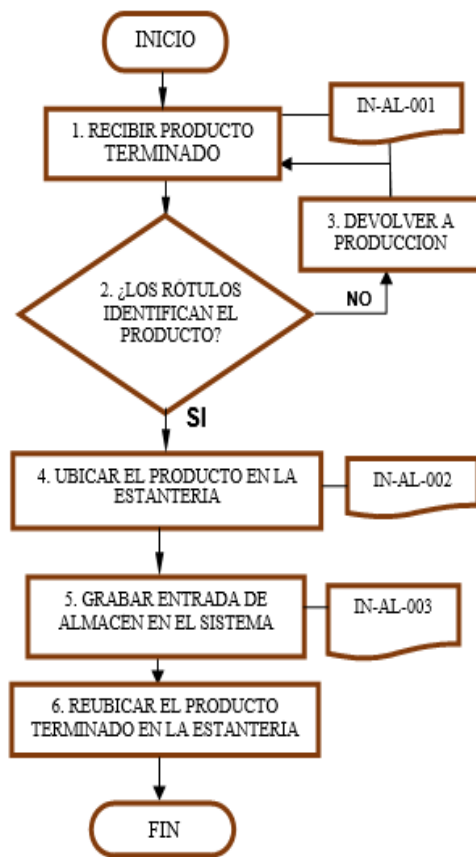 INICIO
1. RECIBIR PRODUCTO
TERMINADO
IN-AL-001
2. ¿LOS RÓTULOS
IDENTIFICAN EL
PRODUCTO?
NO
3. DEVOLVER A
PRODUCCION
SI
4. UBICAR EL PRODUCTO EN LA
ESTANTERIA
IN-AL-002
5. GRABAR ENTRADA DE
ALMACEN EN EL SISTEMA
IN-AL-003
6. REUBICAR EL PRODUCTO
TERMINADO EN LA ESTANTERIA
FIN